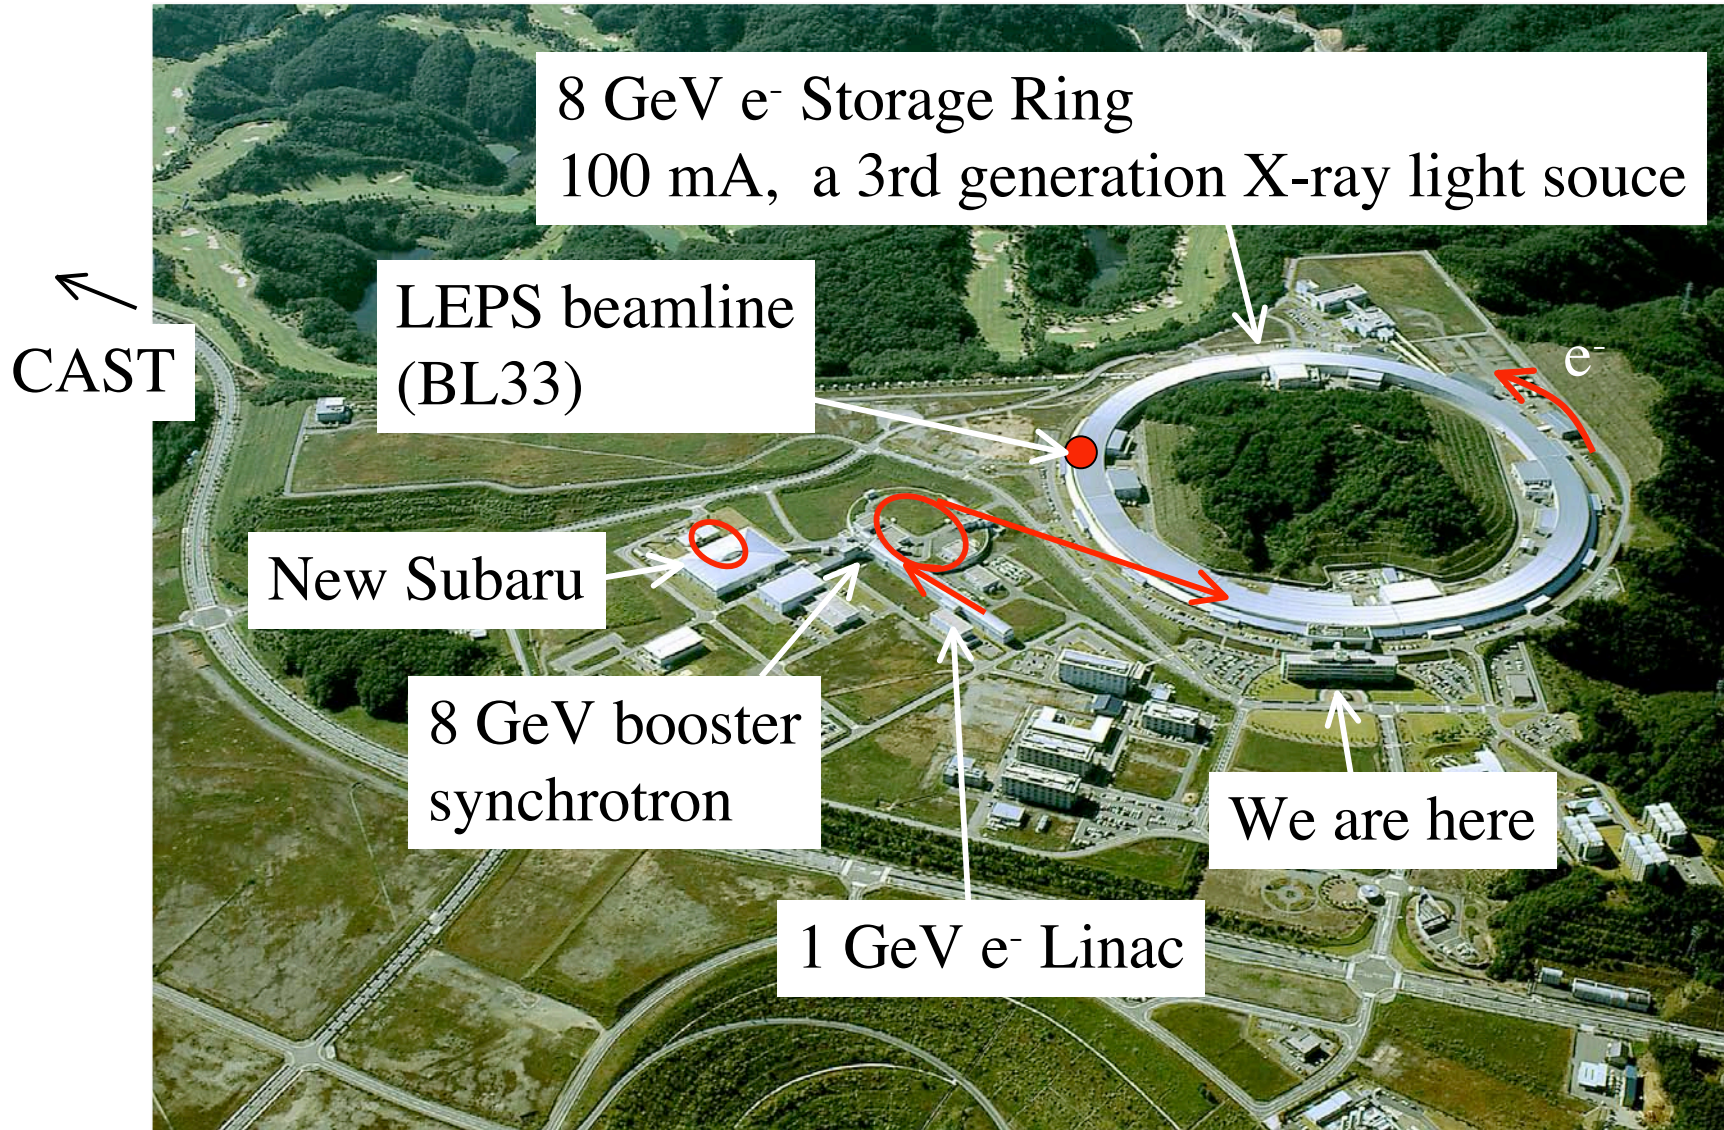 8 GeV e- Storage Ring
100 mA, a 3rd generation X-ray light souce
LEPS beamline
(BL33)
CAST
e-
New Subaru
8 GeV booster
synchrotron
We are here
1 GeV e- Linac